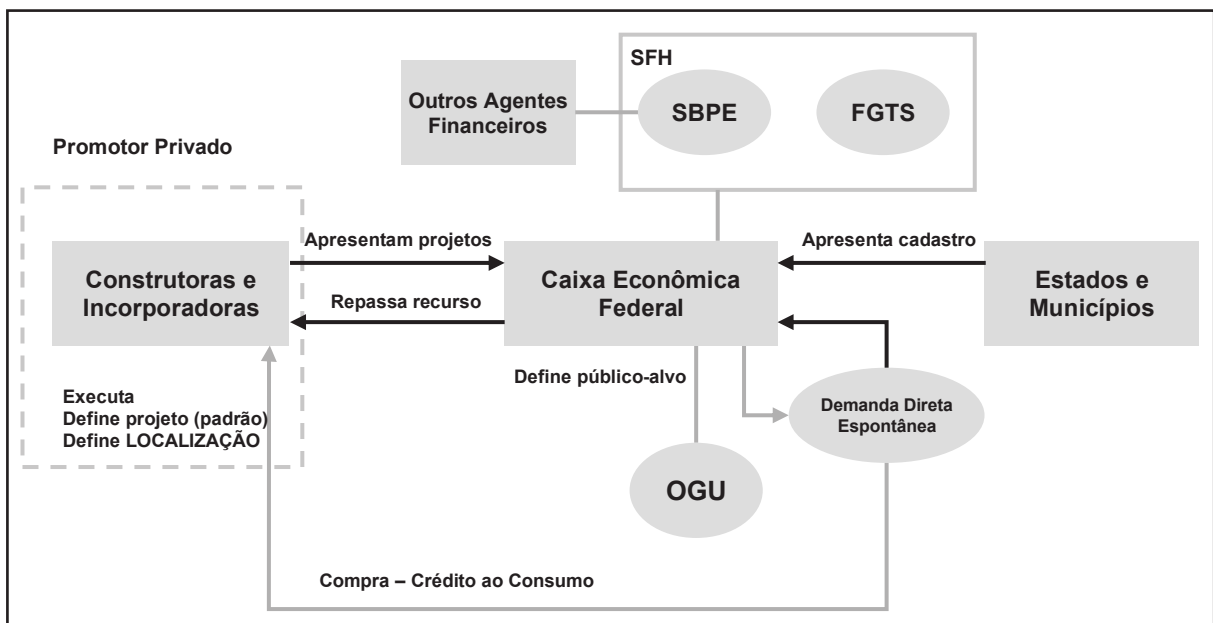 SFH
Outros Agentes
Financeiros
SBPE
FGTS
Promotor Privado
Construtoras e
Incorporadoras
Apresentam projetos
Repassa recurso
Caixa Econômica
Federal
Apresenta cadastro
Estados e
Municípios
Executa
Define projeto (padrão)
Define LOCALIZAÇÃO
Define público-alvo
Demanda Direta
Espontânea
OGU
Compra – Crédito ao Consumo